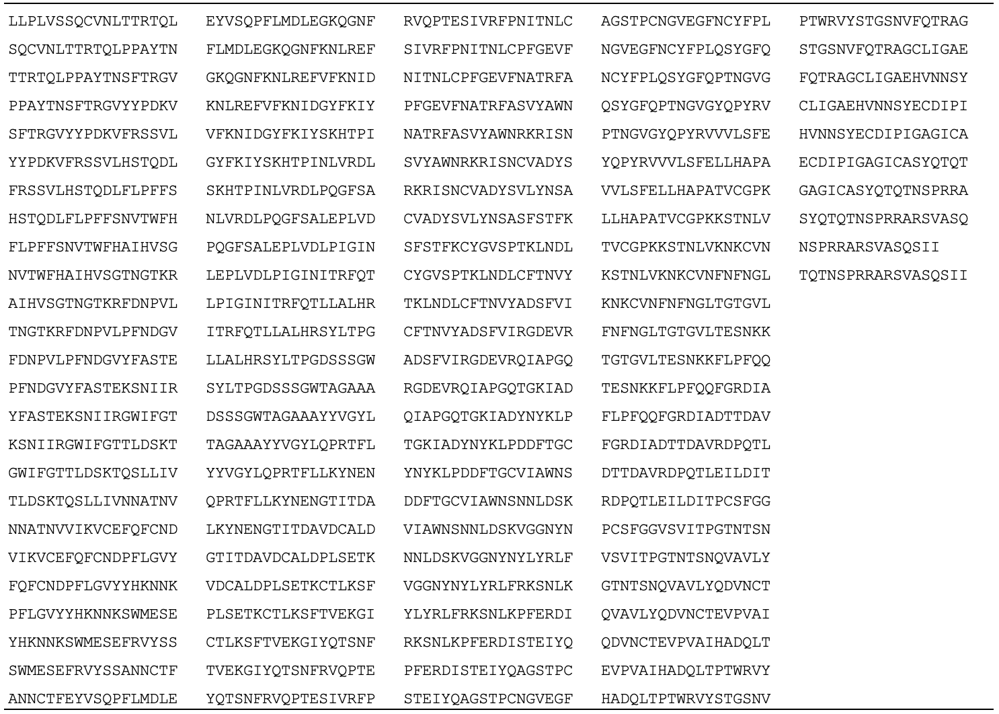 LLPLVSSQCVNLTTRTQL EYVSQPFLMDLEGKQGNF RVQPTESIVRFPNITNLC AGSTPCNGVEGFNCYFPL PTWRVYSTGSNVFQTRAG
SQCVNLTTRTQLPPAYTN FLMDLEGKQGNFKNLREF SIVRFPNITNLCPFGEVF NGVEGFNCYFPLQSYGFQ STGSNVFQTRAGCLIGAE
TTRTQLPPAYTNSFTRGV GKQGNFKNLREFVFKNID NITNLCPFGEVFNATRFA NCYFPLQSYGFQPTNGVG FQTRAGCLIGAEHVNNSY
PPAYTNSFTRGVYYPDKV KNLREFVFKNIDGYFKIY PFGEVFNATRFASVYAWN QSYGFQPTNGVGYQPYRV CLIGAEHVNNSYECDIPI
SFTRGVYYPDKVFRSSVL VFKNIDGYFKIYSKHTPI NATRFASVYAWNRKRISN PTNGVGYQPYRVVVLSFE HVNNSYECDIPIGAGICA
YYPDKVFRSSVLHSTQDL GYFKIYSKHTPINLVRDL SVYAWNRKRISNCVADYS YQPYRVVVLSFELLHAPA ECDIPIGAGICASYQTQT
FRSSVLHSTQDLFLPFFS SKHTPINLVRDLPQGFSA RKRISNCVADYSVLYNSA VVLSFELLHAPATVCGPK GAGICASYQTQTNSPRRA
HSTQDLFLPFFSNVTWFH NLVRDLPQGFSALEPLVD CVADYSVLYNSASFSTFK LLHAPATVCGPKKSTNLV SYQTQTNSPRRARSVASQ
FLPFFSNVTWFHAIHVSG PQGFSALEPLVDLPIGIN SFSTFKCYGVSPTKLNDL TVCGPKKSTNLVKNKCVN NSPRRARSVASQSII
NVTWFHAIHVSGTNGTKR LEPLVDLPIGINITRFQT CYGVSPTKLNDLCFTNVY KSTNLVKNKCVNFNFNGL TQTNSPRRARSVASQSII
AIHVSGTNGTKRFDNPVL LPIGINITRFQTLLALHR TKLNDLCFTNVYADSFVI KNKCVNFNFNGLTGTGVL
TNGTKRFDNPVLPFNDGV ITRFQTLLALHRSYLTPG CFTNVYADSFVIRGDEVR FNFNGLTGTGVLTESNKK
FDNPVLPFNDGVYFASTE LLALHRSYLTPGDSSSGW ADSFVIRGDEVRQIAPGQ TGTGVLTESNKKFLPFQQ
PFNDGVYFASTEKSNIIR SYLTPGDSSSGWTAGAAA RGDEVRQIAPGQTGKIAD TESNKKFLPFQQFGRDIA
YFASTEKSNIIRGWIFGT DSSSGWTAGAAAYYVGYL QIAPGQTGKIADYNYKLP FLPFQQFGRDIADTTDAV
KSNIIRGWIFGTTLDSKT TAGAAAYYVGYLQPRTFL TGKIADYNYKLPDDFTGC FGRDIADTTDAVRDPQTL
GWIFGTTLDSKTQSLLIV YYVGYLQPRTFLLKYNEN YNYKLPDDFTGCVIAWNS DTTDAVRDPQTLEILDIT
TLDSKTQSLLIVNNATNV QPRTFLLKYNENGTITDA DDFTGCVIAWNSNNLDSK RDPQTLEILDITPCSFGG
NNATNVVIKVCEFQFCND LKYNENGTITDAVDCALD VIAWNSNNLDSKVGGNYN PCSFGGVSVITPGTNTSN
VIKVCEFQFCNDPFLGVY GTITDAVDCALDPLSETK NNLDSKVGGNYNYLYRLF VSVITPGTNTSNQVAVLY
FQFCNDPFLGVYYHKNNK VDCALDPLSETKCTLKSF VGGNYNYLYRLFRKSNLK GTNTSNQVAVLYQDVNCT
PFLGVYYHKNNKSWMESE PLSETKCTLKSFTVEKGI YLYRLFRKSNLKPFERDI QVAVLYQDVNCTEVPVAI
YHKNNKSWMESEFRVYSS CTLKSFTVEKGIYQTSNF RKSNLKPFERDISTEIYQ QDVNCTEVPVAIHADQLT
SWMESEFRVYSSANNCTF TVEKGIYQTSNFRVQPTE PFERDISTEIYQAGSTPC EVPVAIHADQLTPTWRVY
ANNCTFEYVSQPFLMDLE YQTSNFRVQPTESIVRFP STEIYQAGSTPCNGVEGF HADQLTPTWRVYSTGSNV